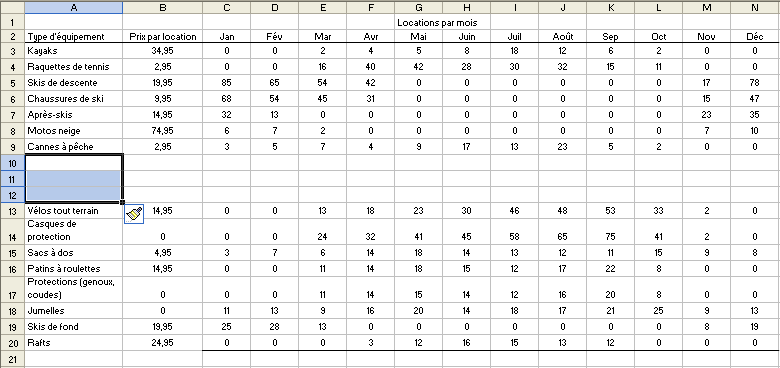 A B C D E F G H I J K L M N
1 Locations par mois
2 Type d'équipement Prix par location Jan Fév Mar Avr Mai Juin Juil Août Sep Oct Nov Déc
3 Kayaks 34,95 0 0 2 4 5 8 18 12 6 2 0 0
4 Raquettes de tennis 2,95 0 0 16 40 42 28 30 32 15 11 0 0
5 Skis de descente 19,95 85 65 54 42 0 0 0 0 0 0 17 78
6 Chaussures de ski 9,95 68 54 45 31 0 0 0 0 0 0 15 47
7 Après-skis 14,95 32 13 0 0 0 0 0 0 0 0 23 35
8 Motos neige 74,95 6 7 2 0 0 0 0 0 0 0 7 10
9 Cannes à pêche 2,95 3 5 7 4 9 17 13 23 5 2 0 0
10
11
12
13 Vélos tout terrain 14,95 0 0 13 18 23 30 46 48 53 33 2 0
Casques de
14 protection 0 0 0 24 32 41 45 58 65 75 41 2 0
15 Sacs à dos 4,95 3 7 6 14 18 14 13 12 11 15 9 8
16 Patins à roulettes 14,95 0 0 11 14 18 15 12 17 22 8 0 0
Protections (genoux,
17 coudes) 0 0 0 11 14 15 14 12 16 20 8 0 0
18 Jumelles 0 11 13 9 16 20 14 18 17 21 25 9 13
19 Skis de fond 19,95 25 28 13 0 0 0 0 0 0 0 8 19
20 Rafts 24,95 0 0 0 3 12 16 15 13 12 0 0 0
21